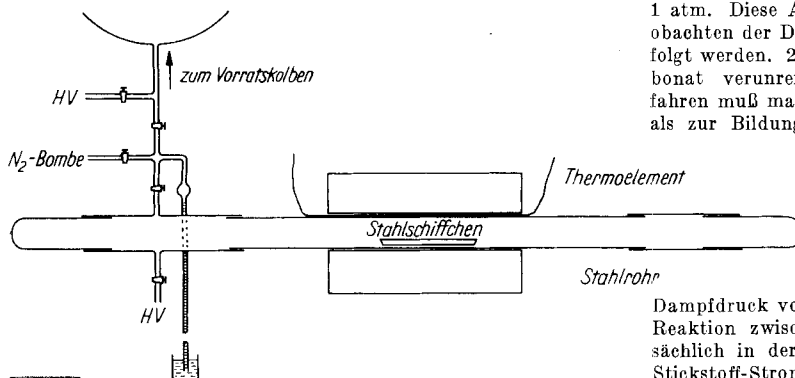 1 atm. Diese A
obachten der D
folgt werden. 2
bonat verunre
fahren muß ma
als zur Bildung
zum Vorratskolben
HV
N₂-Bombe
Thermoelement
Stahlschiffchen
Stahlrohr
HV
Dampfdruck vo
Reaktion zwisc
sächlich in der
Stickstoff-Stron